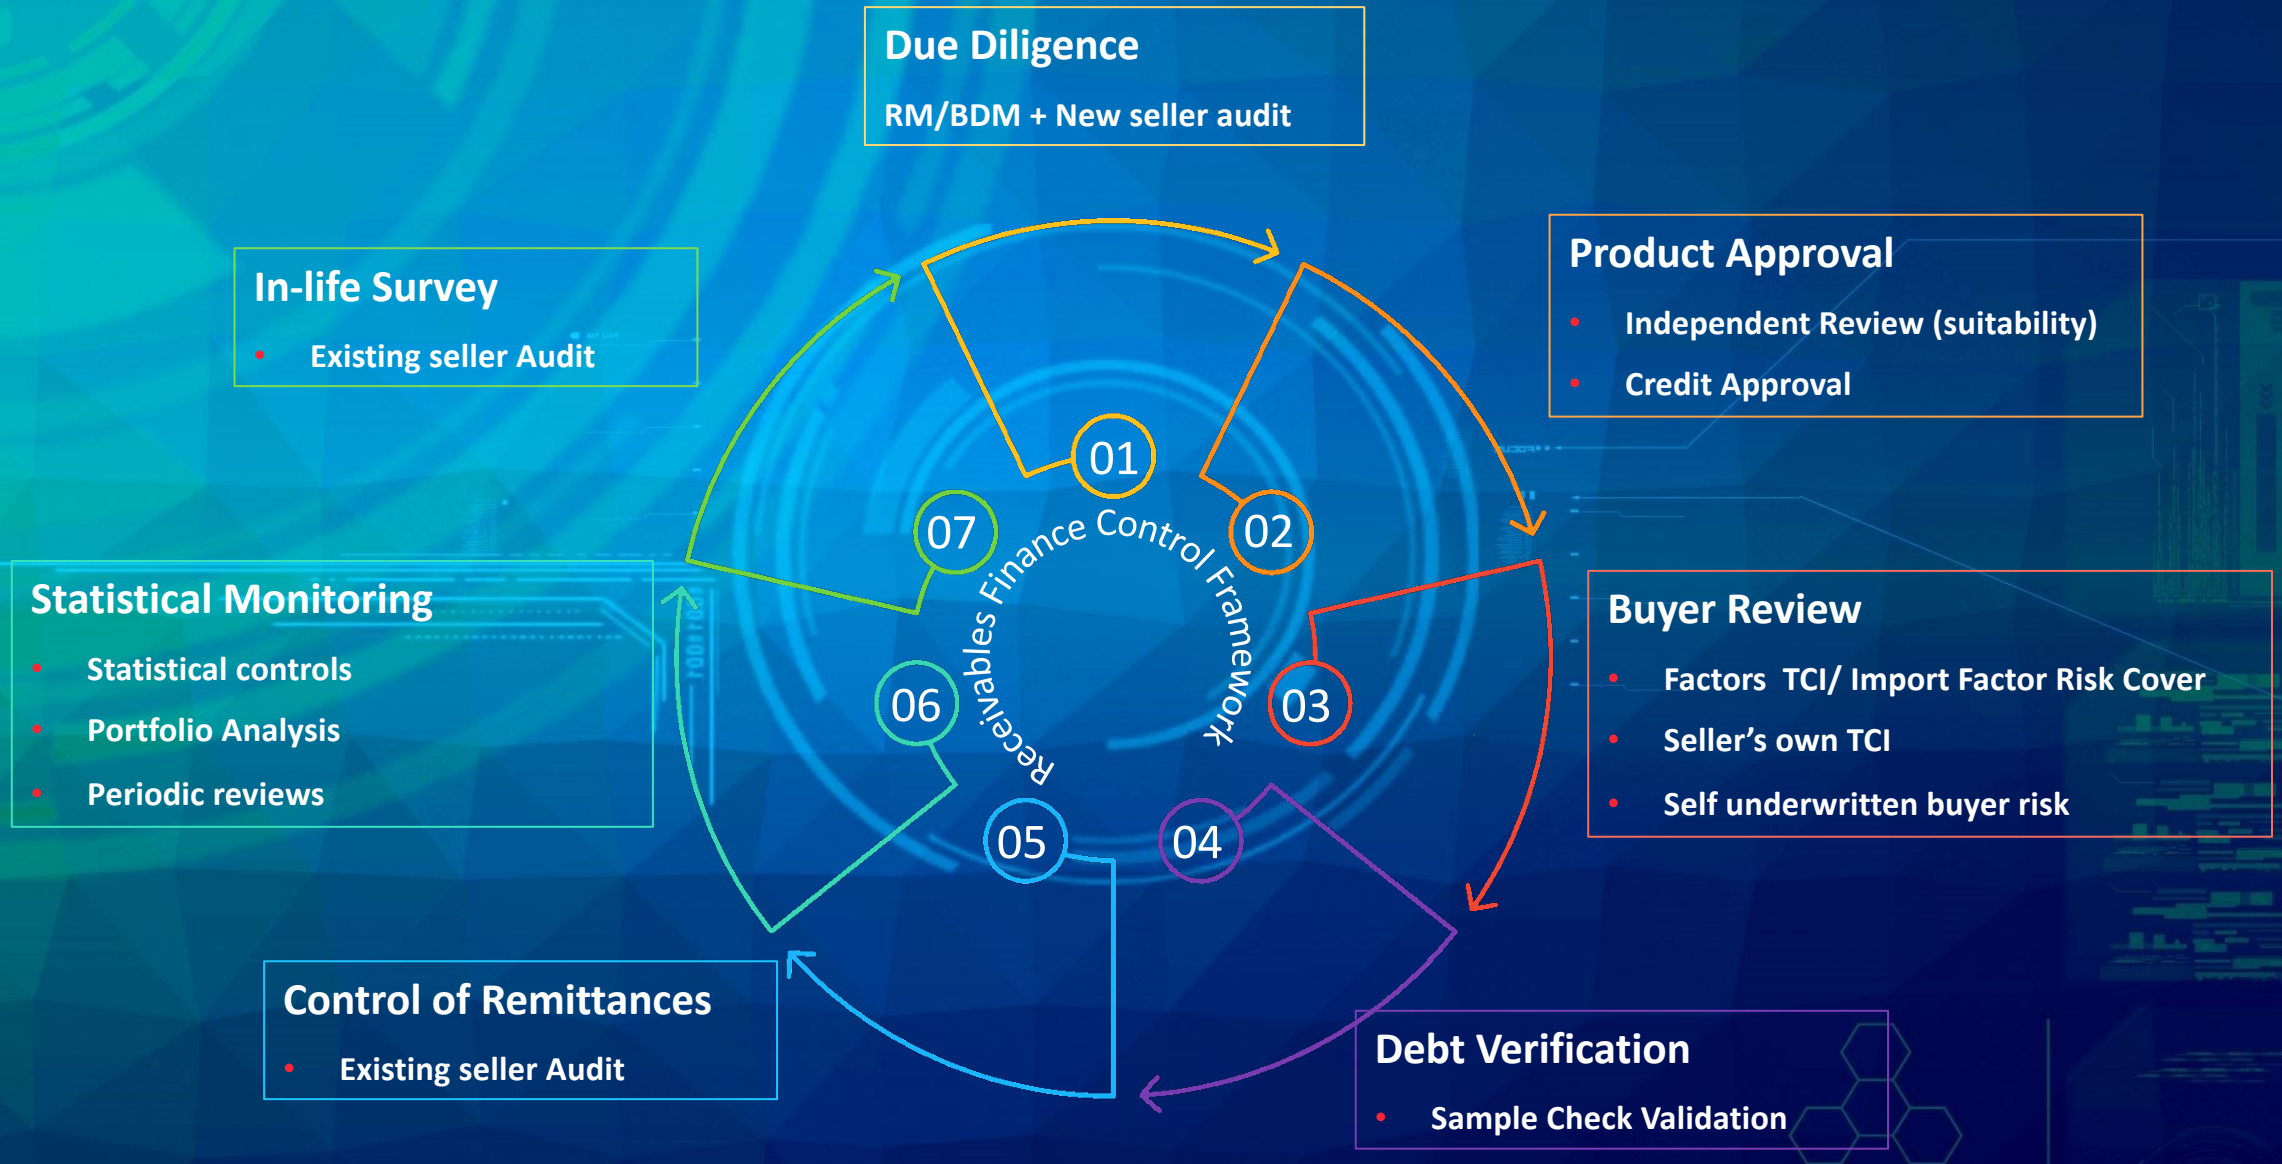 Due Diligence
RM/BDM + New seller audit
Product Approval
• Independent Review (suitability)
• Credit Approval
Buyer Review
• Factors TCI/ Import Factor Risk Cover
• Seller’s own TCI
• Self underwritten buyer risk
Debt Verification
• Sample Check Validation
Control of Remittances
• Existing seller Audit
Statistical Monitoring
• Statistical controls
• Portfolio Analysis
• Periodic reviews
In-life Survey
• Existing seller Audit
01
02
03
04
05
06
07
Receivables Finance Control Framework